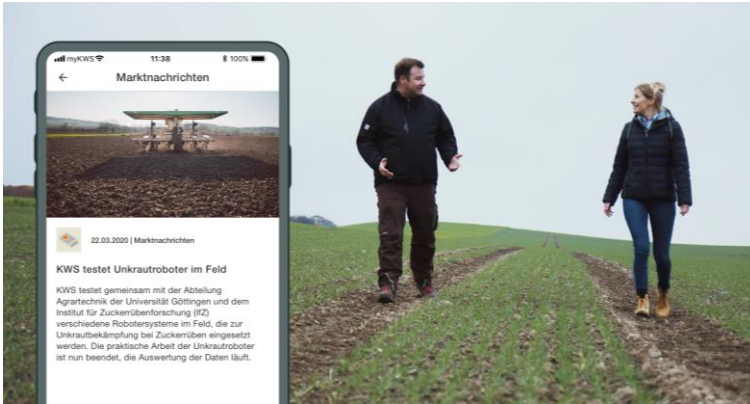 myKWS 11:38 100%
Marktnachrichten
22.03.2020 | Marktnachrichten
KWS testet Unkrautroboter im Feld
KWS testet gemeinsam mit der Abteilung
Agrartechnik der Universität Göttingen und dem
Institut für Zuckerrübenforschung (IfZ)
verschiedene Robotersysteme im Feld, die zur
Unkrautbekämpfung bei Zuckerrüben eingesetzt
werden. Die praktische Arbeit der Unkrautroboter
ist nun beendet, die Auswertung der Daten läuft.